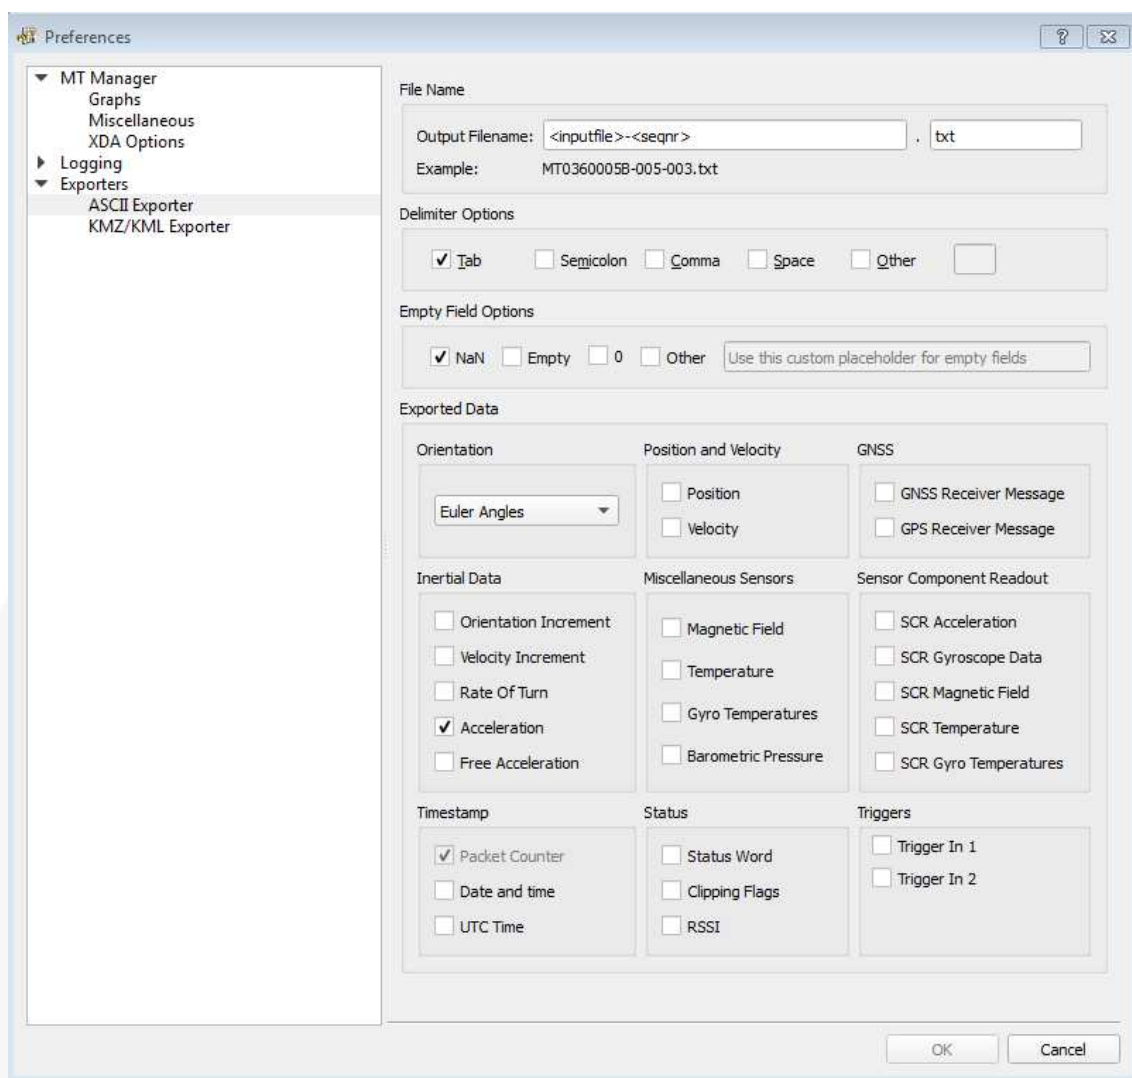 Preferences
MT Manager
Graphs
Miscellaneous
XDA Options
Logging
Exporters
ASCII Exporter
KMZ/KML Exporter
File Name
Output Filename: <inputfile>-<seqnr> . txt
Example: MT0360005B-005-003.txt
Delimiter Options
Tab Semicolon Comma Space Other
Empty Field Options
NaN Empty 0 Other Use this custom placeholder for empty fields
Exported Data
Orientation Position and Velocity GNSS
Euler Angles
Position
Velocity
GNSS Receiver Message
GPS Receiver Message
Inertial Data Miscellaneous Sensors Sensor Component Readout
Orientation Increment
Velocity Increment
Rate Of Turn
Acceleration
Free Acceleration
Magnetic Field
Temperature
Gyro Temperatures
Barometric Pressure
SCR Acceleration
SCR Gyroscope Data
SCR Magnetic Field
SCR Temperature
SCR Gyro Temperatures
Timestamp Status Triggers
Packet Counter
Date and time
UTC Time
Status Word
Clipping Flags
RSSI
Trigger In 1
Trigger In 2
OK Cancel